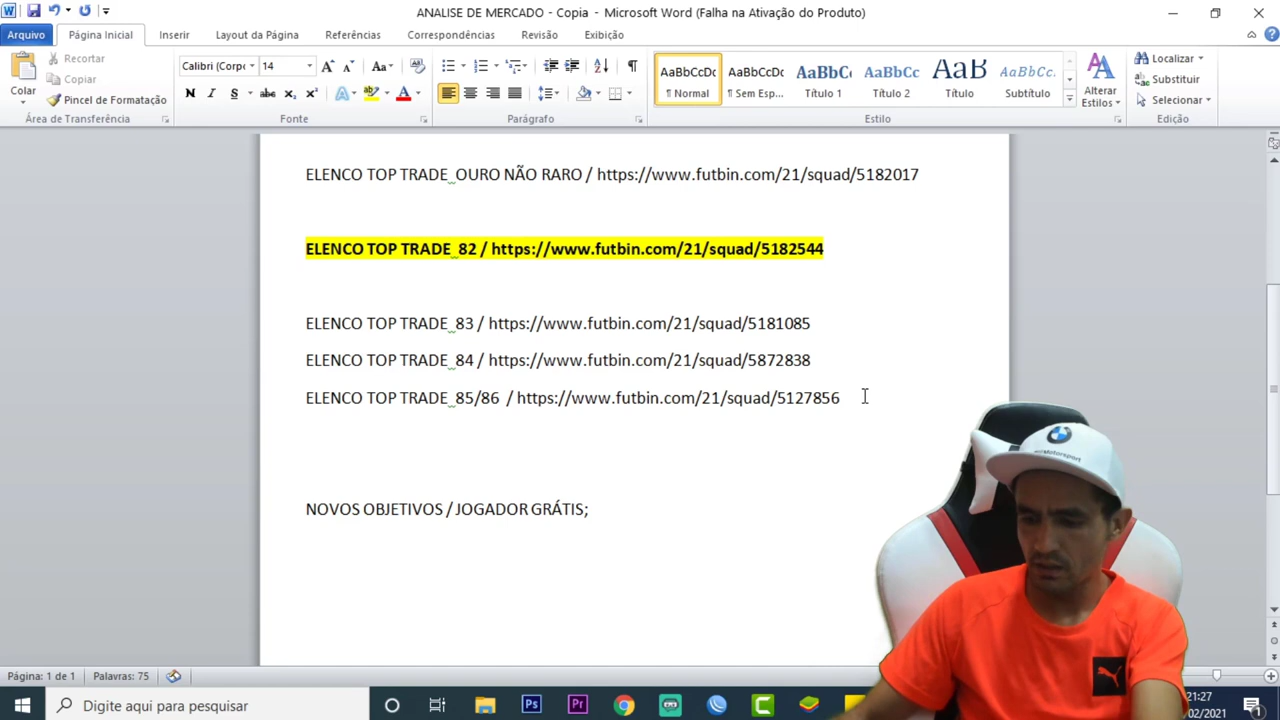 ANALISE DE MERCADO - Copia - Microsoft Word (Falha na Ativação do Produto)
Arquivo Página Inicial Inserir Layout da Página Referências Correspondências Revisão Exibição
Recortar
Copiar
Pincel de Formatação
Colar
Área de Transferência
Calibri (Corpo 14
Fonte
Parágrafo
AaBbCcDc AaBbCcDc AaBbC AaBbCc AaB AaBbCc.
¶ Normal ¶ Sem Esp... Título 1 Título 2 Título Subtítulo
Alterar Estilos
Estilo
Localizar
Substituir
Selecionar
Edição
ELENCO TOP TRADE_OURO NÃO RARO / https://www.futbin.com/21/squad/5182017
ELENCO TOP TRADE_82 / https://www.futbin.com/21/squad/5182544
ELENCO TOP TRADE_83 / https://www.futbin.com/21/squad/5181085
ELENCO TOP TRADE_84 / https://www.futbin.com/21/squad/5872838
ELENCO TOP TRADE_85/86 / https://www.futbin.com/21/squad/5127856
NOVOS OBJETIVOS / JOGADOR GRÁTIS;
Página: 1 de 1 Palavras: 75
Digite aqui para pesquisar
21:27
02/2021